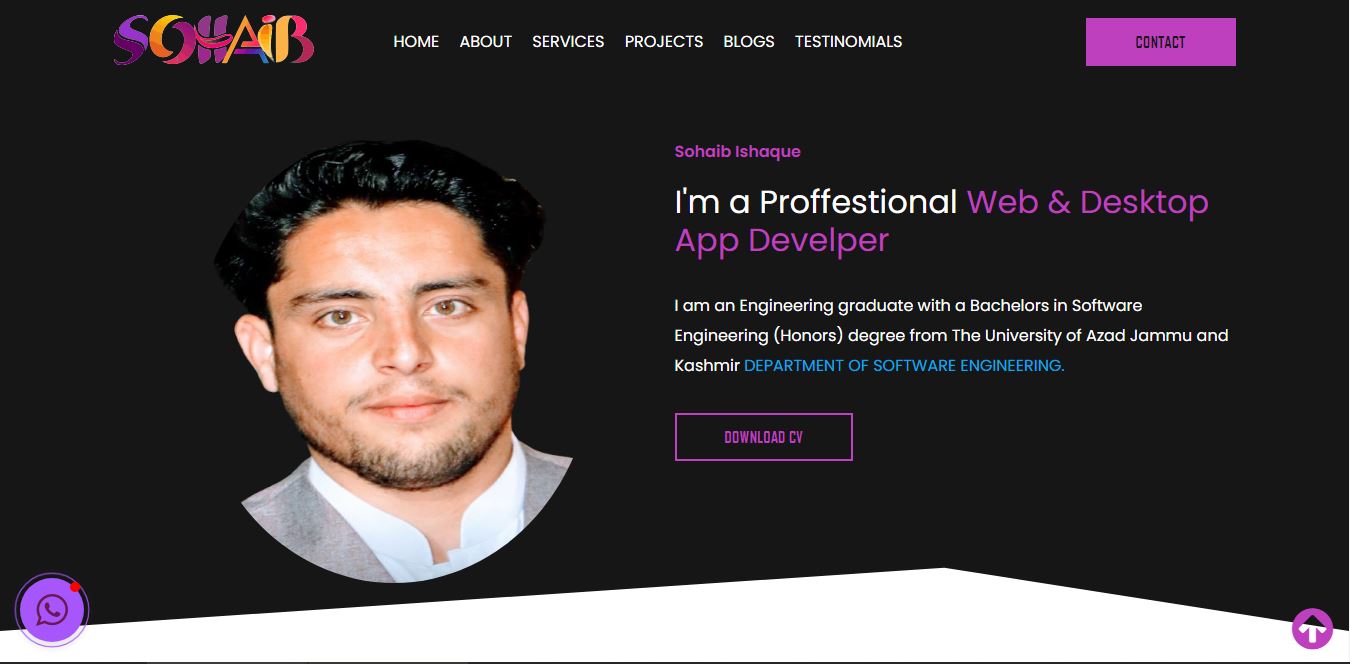 SOHAIB
HOME ABOUT SERVICES PROJECTS BLOGS TESTINOMIALS
CONTACT
Sohaib Ishaque
I'm a Proffestional Web & Desktop
App Develper
I am an Engineering graduate with a Bachelors in Software
Engineering (Honors) degree from The University of Azad Jammu and
Kashmir DEPARTMENT OF SOFTWARE ENGINEERING.
DOWNLOAD CV